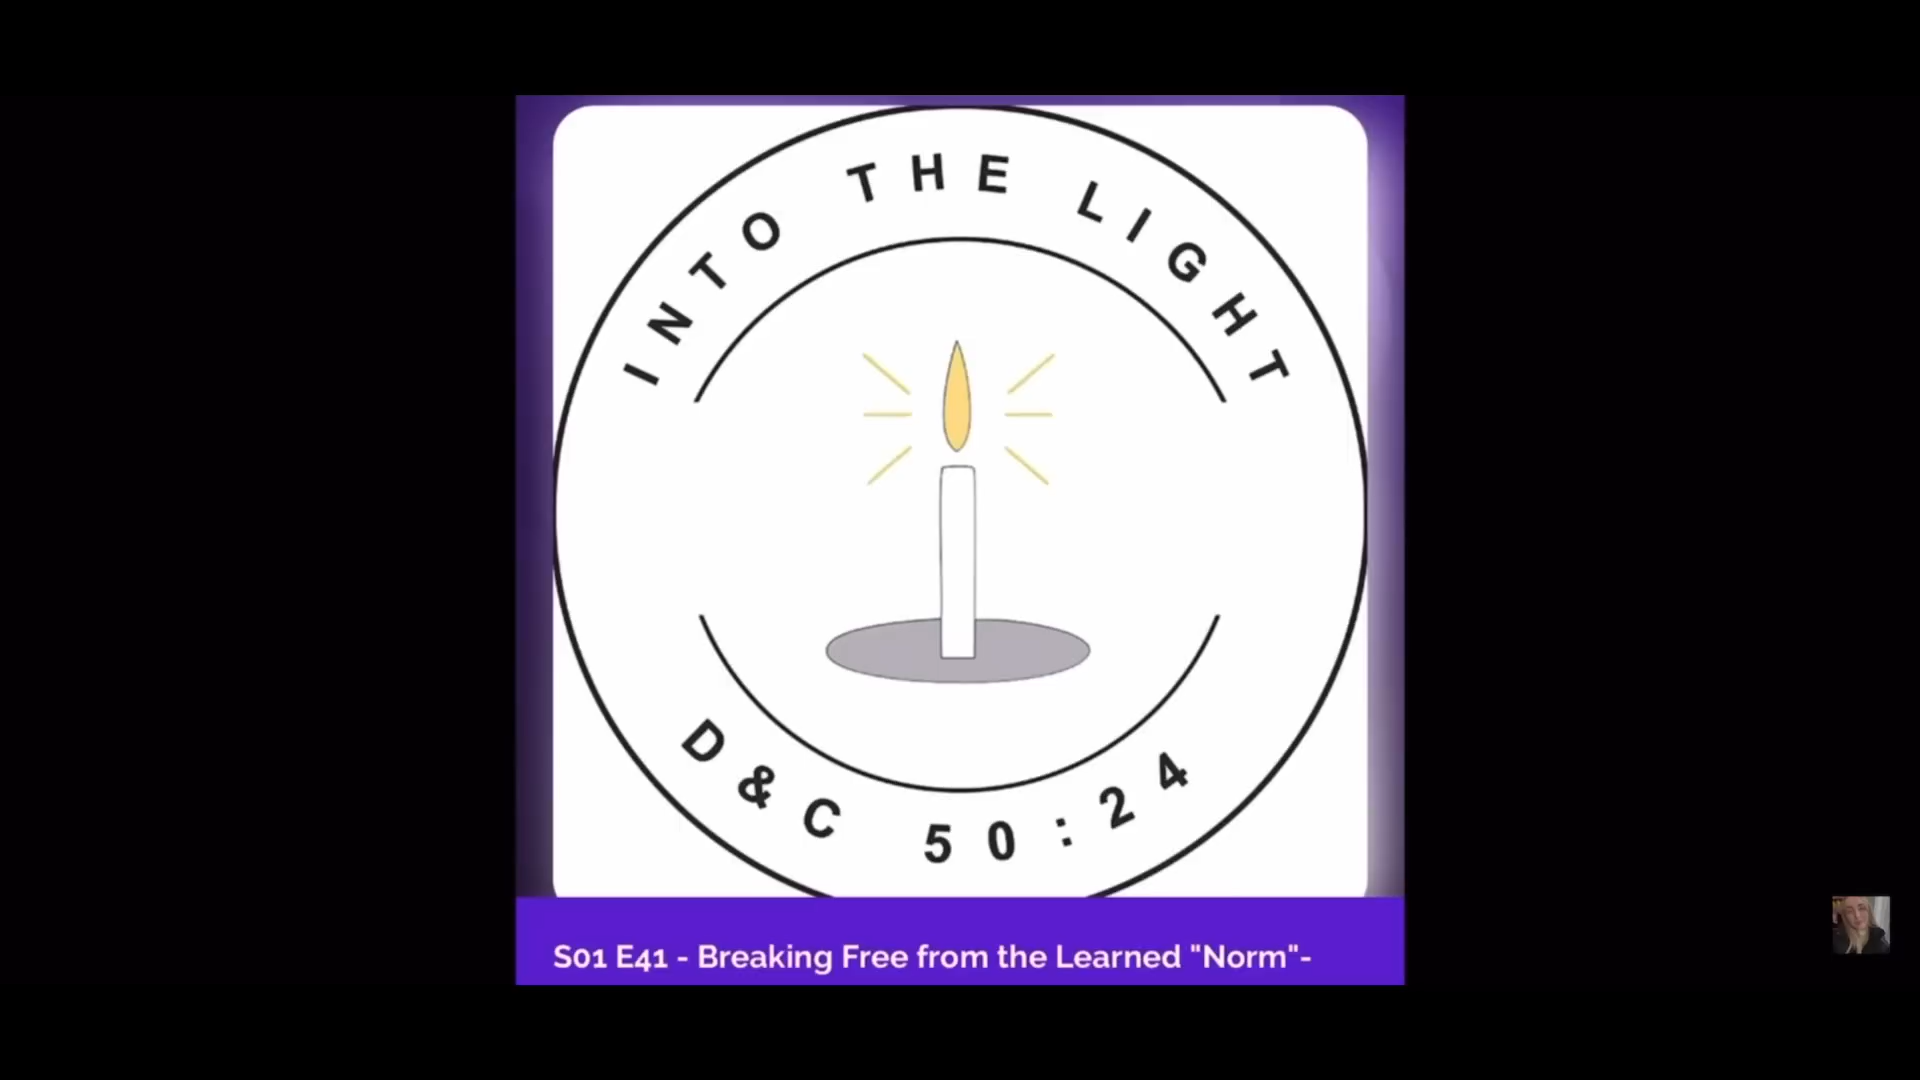 INTO THE LIGHT
D&C 50:24
S01 E41 - Breaking Free from the Learned "Norm"-